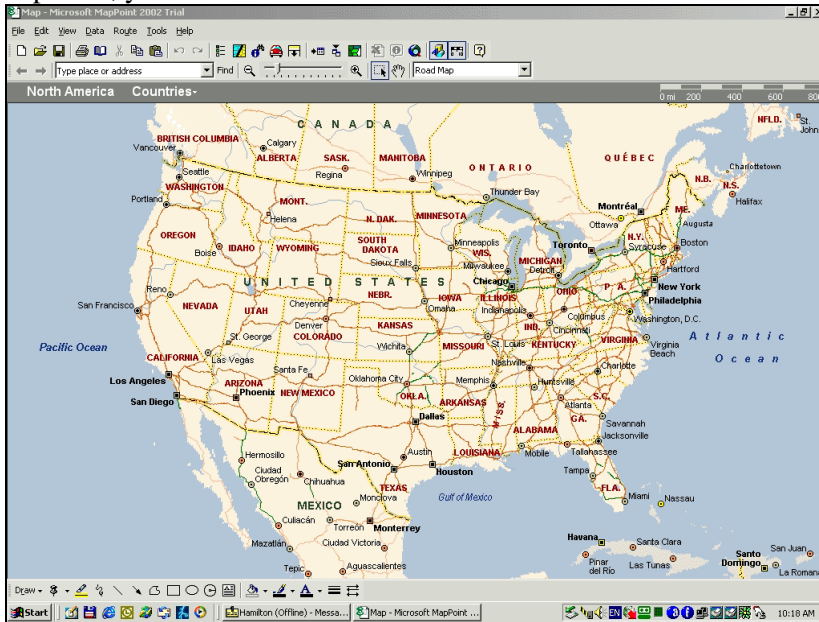 Map - Microsoft MapPoint 2002 Trial
File Edit View Data Route Tools Help
Type place or address Find Road Map
North America Countries-
0 mi 200 400 600 80
CANADA
NFLD.
St. John
BRITISH COLUMBIA
Calgary
Vancouver
ALBERTA SASK. MANITOBA
ONTARIO
QUÉBEC
Charlottetown
Seattle
Regina
Winnipeg
N.B. N.S.
WASHINGTON
Thunder Bay
Portland
MONT.
Montréal
Halifax
Helena
N. DAK.
MINNESOTA
Ottawa
ME.
Augusta
OREGON
Boise
IDAHO
WYOMING
SOUTH
DAKOTA
Minneapolis
WIS.
Toronto
N.Y.
Syracuse
Boston
Sioux Falls
Milwaukee
MICHIGAN
Detroit
Hartford
UNITED STATES
Chicago
New York
Reno
NEBR.
IOWA
ILLINOIS
OHIO
P A.
Philadelphia
San Francisco
NEVADA
UTAH
Cheyenne
Omaha
Indianapolis
Columbus
Washington, D.C.
Denver
COLORADO
KANSAS
IND.
Cincinnati
St. George
MISSOURI
St. Louis
KENTUCKY
VIRGINIA
Virginia
Beach
Atlantic
Ocean
Pacific Ocean
CALIFORNIA
Las Vegas
Wichita
Nashville
Santa Fe
Charlotte
Los Angeles
ARIZONA
Phoenix
NEW MEXICO
Oklahoma City
OKLA.
Memphis
ARKANSAS
Huntsville
S.C.
San Diego
Dallas
MISS.
Atlanta
GA.
Savannah
ALABAMA
Jacksonville
Hermosillo
Austin
LOUISIANA
Mobile
Tallahassee
San Antonio
Houston
Tampa
Ciudad
Obregón
Chihuahua
TEXAS
FLA.
Monclova
Gulf of Mexico
Miami
Nassau
MEXICO
Culiacán
Torreón
Monterrey
Mazatlán
Ciudad Victoria
Havana
Santa Clara
San Juan
Tepic
Aguascalientes
Pinar
del Río
Las Tunas
Santo
Domingo
La Romana
Draw
Start Hamilton (Offline) - Messa... Map - Microsoft MapPoint ... EN 10:18 AM